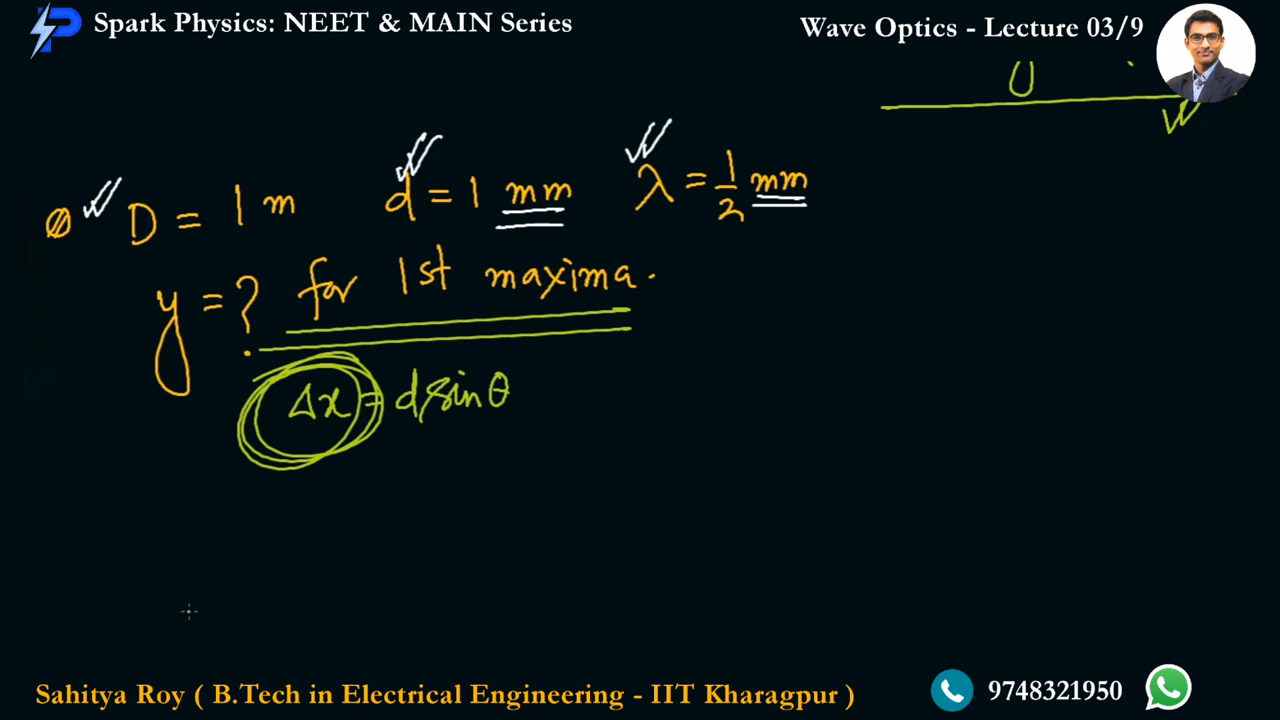 Spark Physics: NEET & MAIN Series
Wave Optics - Lecture 03/9
D = 1 m d = 1 mm λ = 1/2 mm
y = ? for 1st maxima.
Δx = d sin θ
Sahitya Roy ( B.Tech in Electrical Engineering - IIT Kharagpur )
9748321950